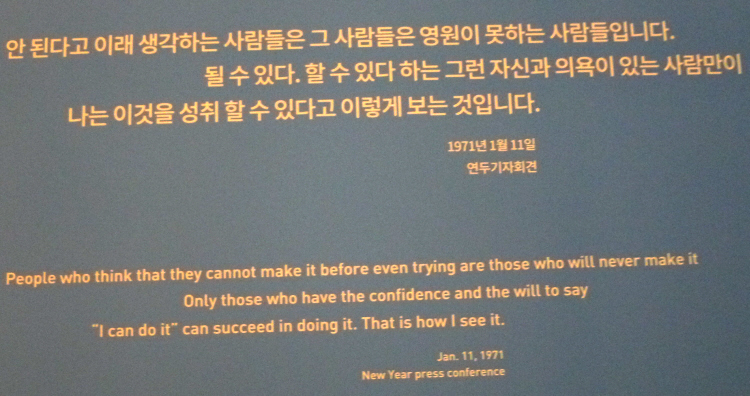 안 된다고 이래 생각하는 사람들은 그 사람들은 영원이 못하는 사람들입니다.
될 수 있다. 할 수 있다 하는 그런 자신과 의욕이 있는 사람만이
나는 이것을 성취 할 수 있다고 이렇게 보는 것입니다.
1971년 1월 11일
연두기자회견
People who think that they cannot make it before even trying are those who will never make it
Only those who have the confidence and the will to say
“I can do it” can succeed in doing it. That is how I see it.
Jan. 11, 1971
New Year press conference